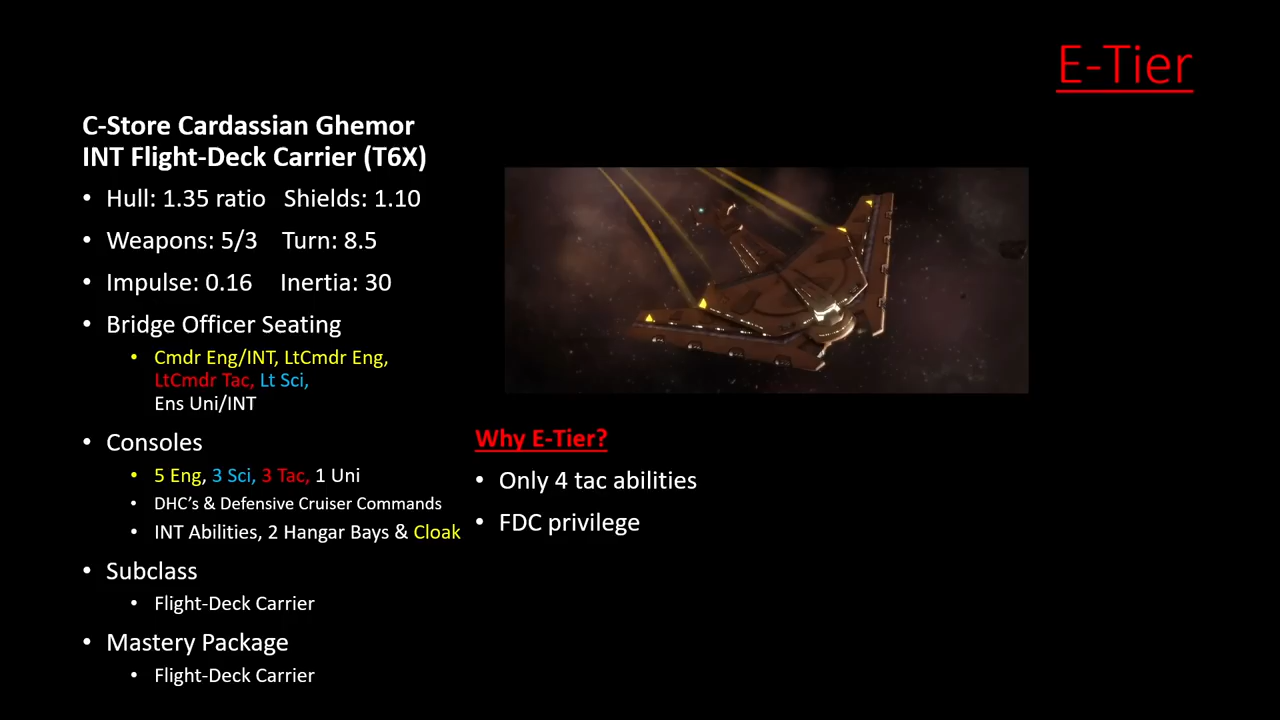 E-Tier
C-Store Cardassian Ghemor
INT Flight-Deck Carrier (T6X)
• Hull: 1.35 ratio Shields: 1.10
• Weapons: 5/3 Turn: 8.5
• Impulse: 0.16 Inertia: 30
• Bridge Officer Seating
• Cmdr Eng/INT, LtCmdr Eng,
LtCmdr Tac, Lt Sci,
Ens Uni/INT
• Consoles
• 5 Eng, 3 Sci, 3 Tac, 1 Uni
• DHC's & Defensive Cruiser Commands
• INT Abilities, 2 Hangar Bays & Cloak
• Subclass
• Flight-Deck Carrier
• Mastery Package
• Flight-Deck Carrier
Why E-Tier?
• Only 4 tac abilities
• FDC privilege